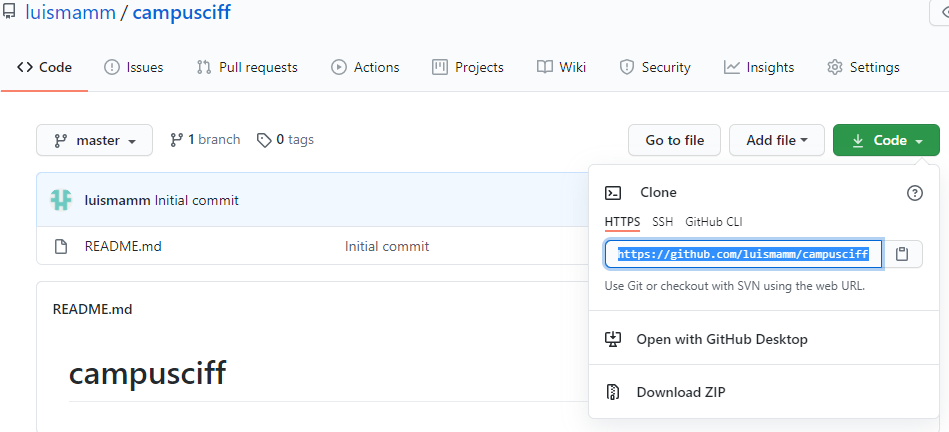 luismamm / campusciff
Code Issues Pull requests Actions Projects Wiki Security Insights Settings
master 1 branch 0 tags Go to file Add file Code
luismamm Initial commit
README.md Initial commit
README.md
campusciff
Clone
HTTPS SSH GitHub CLI
https://github.com/luismamm/campusciff
Use Git or checkout with SVN using the web URL.
Open with GitHub Desktop
Download ZIP